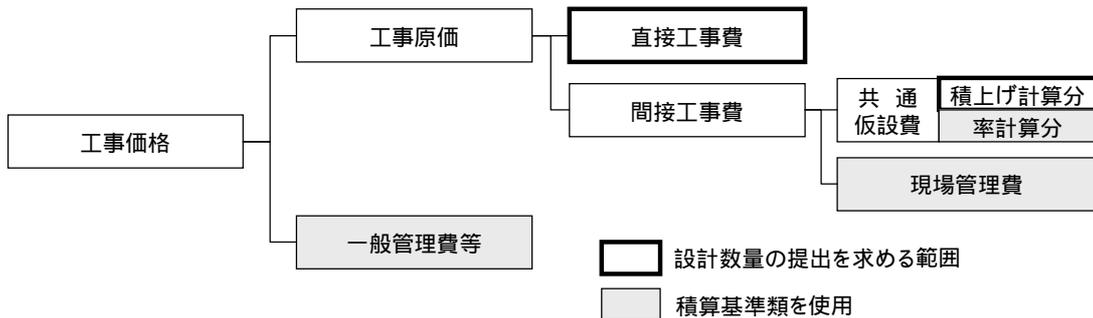 工事原価
直接工事費
間接工事費
共 通
仮設費
積上げ計算分
率計算分
工事価格
現場管理費
一般管理費等
設計数量の提出を求める範囲
積算基準類を使用